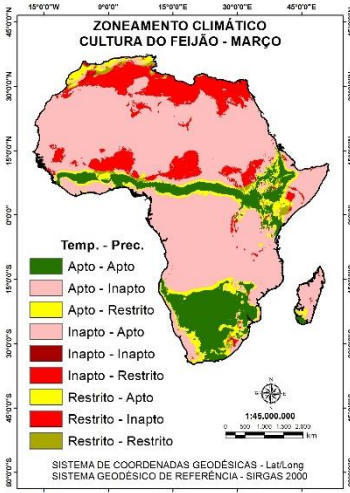 ZONEAMENTO CLIMÁTICO
CULTURA DO FEIJÃO - MARÇO
15°0'0"O 0°0'0" 15°0'0"E 30°0'0"E 45°0'0"E
45°0'0"N
30°0'0"N
15°0'0"N
0°0'0"
15°0'0"S
30°0'0"S
45°0'0"S
60°0'0"S
Temp. - Prec.
Apto - Apto
Apto - Inapto
Apto - Restrito
Inapto - Apto
Inapto - Inapto
Inapto - Restrito
Restrito - Apto
Restrito - Inapto
Restrito - Restrito
N
1:45.000.000
0 500 1.000 1.500 2.000
km
SISTEMA DE COORDENADAS GEODÉSICAS - Lat/Long
SISTEMA GEODÉSICO DE REFERÊNCIA - SIRGAS 2000